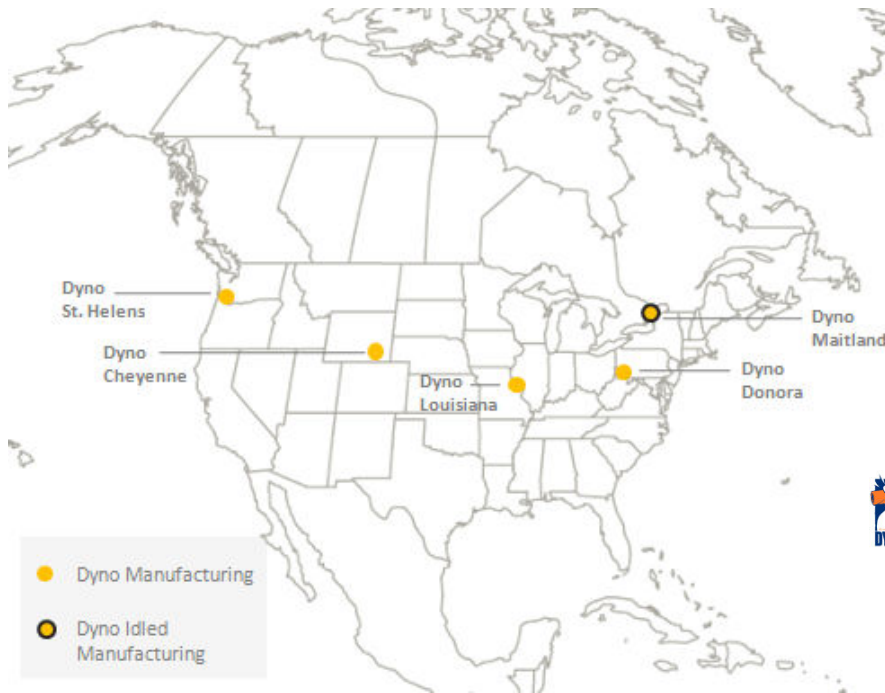 Dyno
St. Helens
Dyno
Cheyenne
Dyno
Louisiana
Dyno
Maitland
Dyno
Donora
Dyno Manufacturing
Dyno Idled
Manufacturing